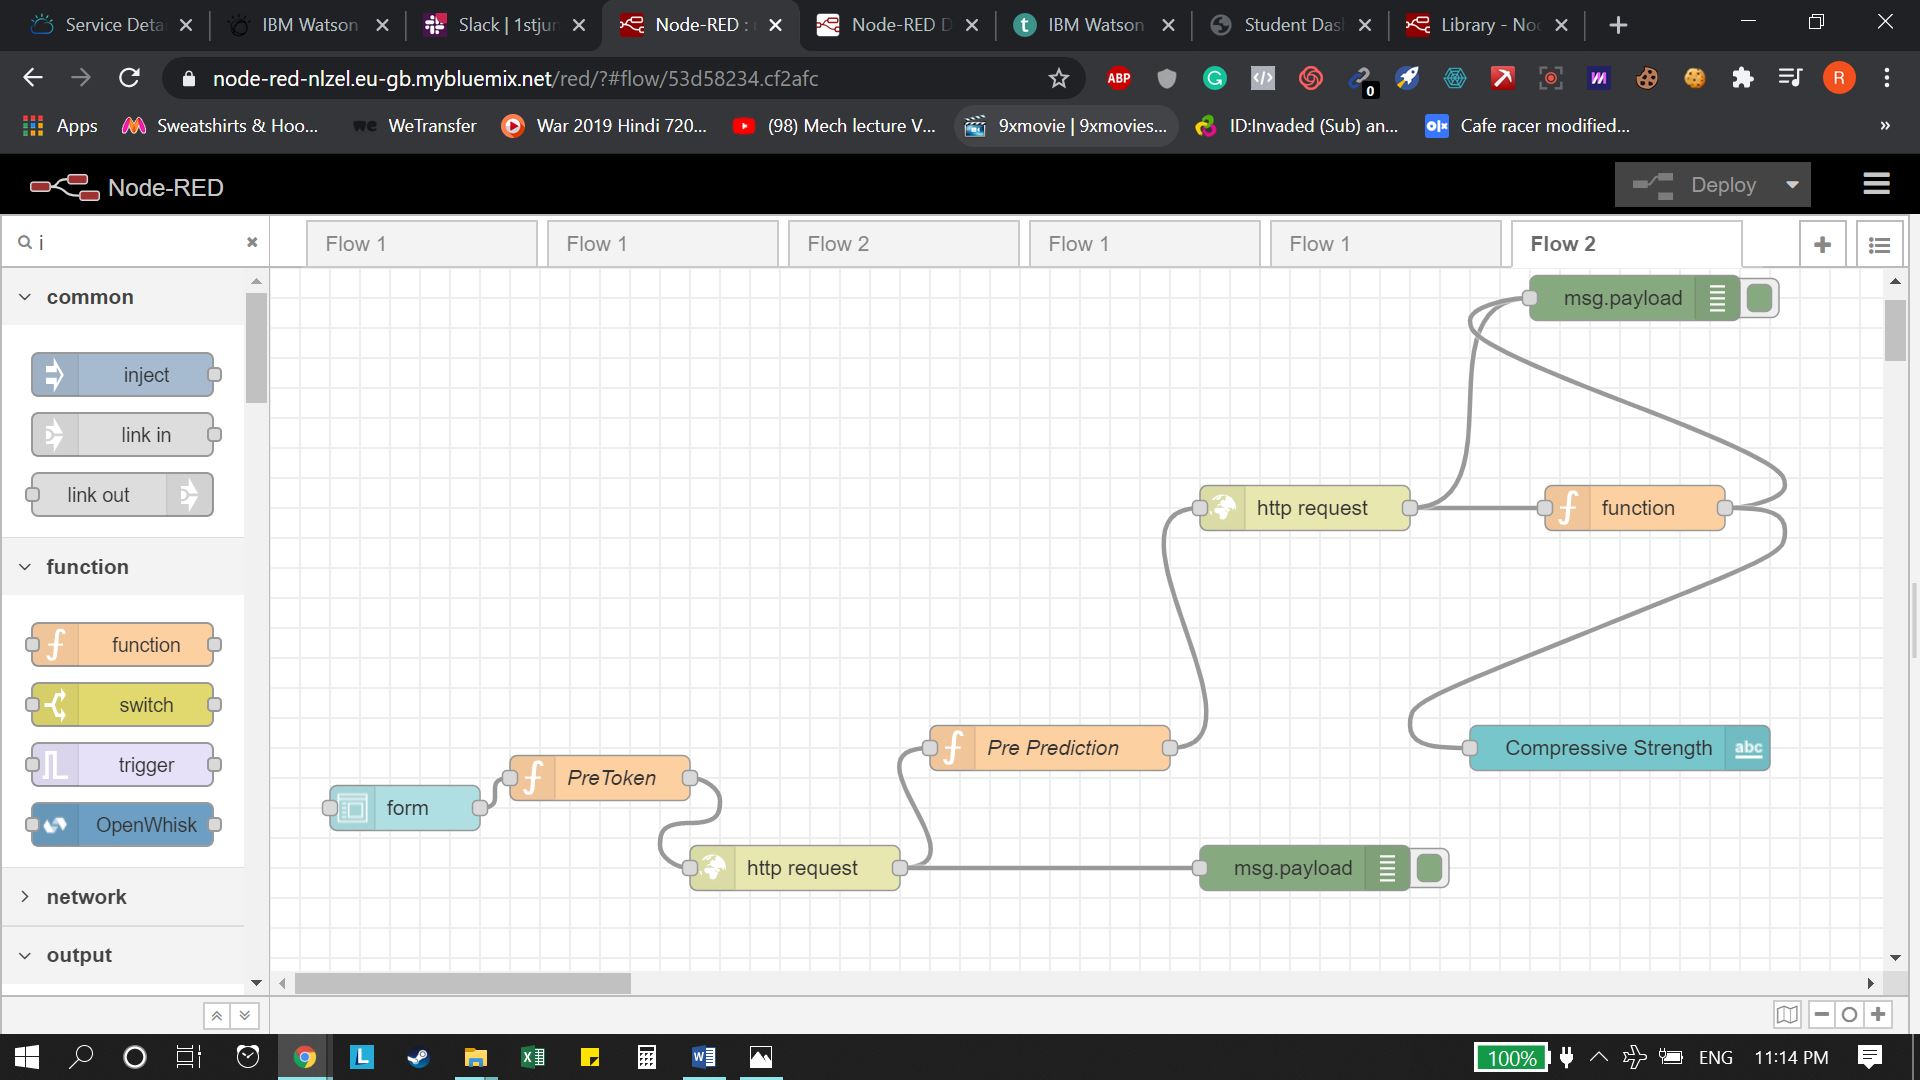 Service Deta
IBM Watson
Slack | 1stjun
Node-RED :
Node-RED D
IBM Watson
Student Das
Library - No
node-red-nlzel.eu-gb.mybluemix.net/red/?#flow/53d58234.cf2afc
ABP
0
R
Apps
Sweatshirts & Hoo...
we WeTransfer
War 2019 Hindi 720...
(98) Mech lecture V...
9xmovie | 9xmovies...
ID:Invaded (Sub) an...
olx Cafe racer modified...
»
Node-RED
Deploy
i
Flow 1
Flow 1
Flow 2
Flow 1
Flow 1
Flow 2
common
inject
link in
link out
function
function
switch
trigger
OpenWhisk
network
output
msg.payload
http request
function
Pre Prediction
Compressive Strength abc
PreToken
form
http request
msg.payload
100%
ENG
11:14 PM